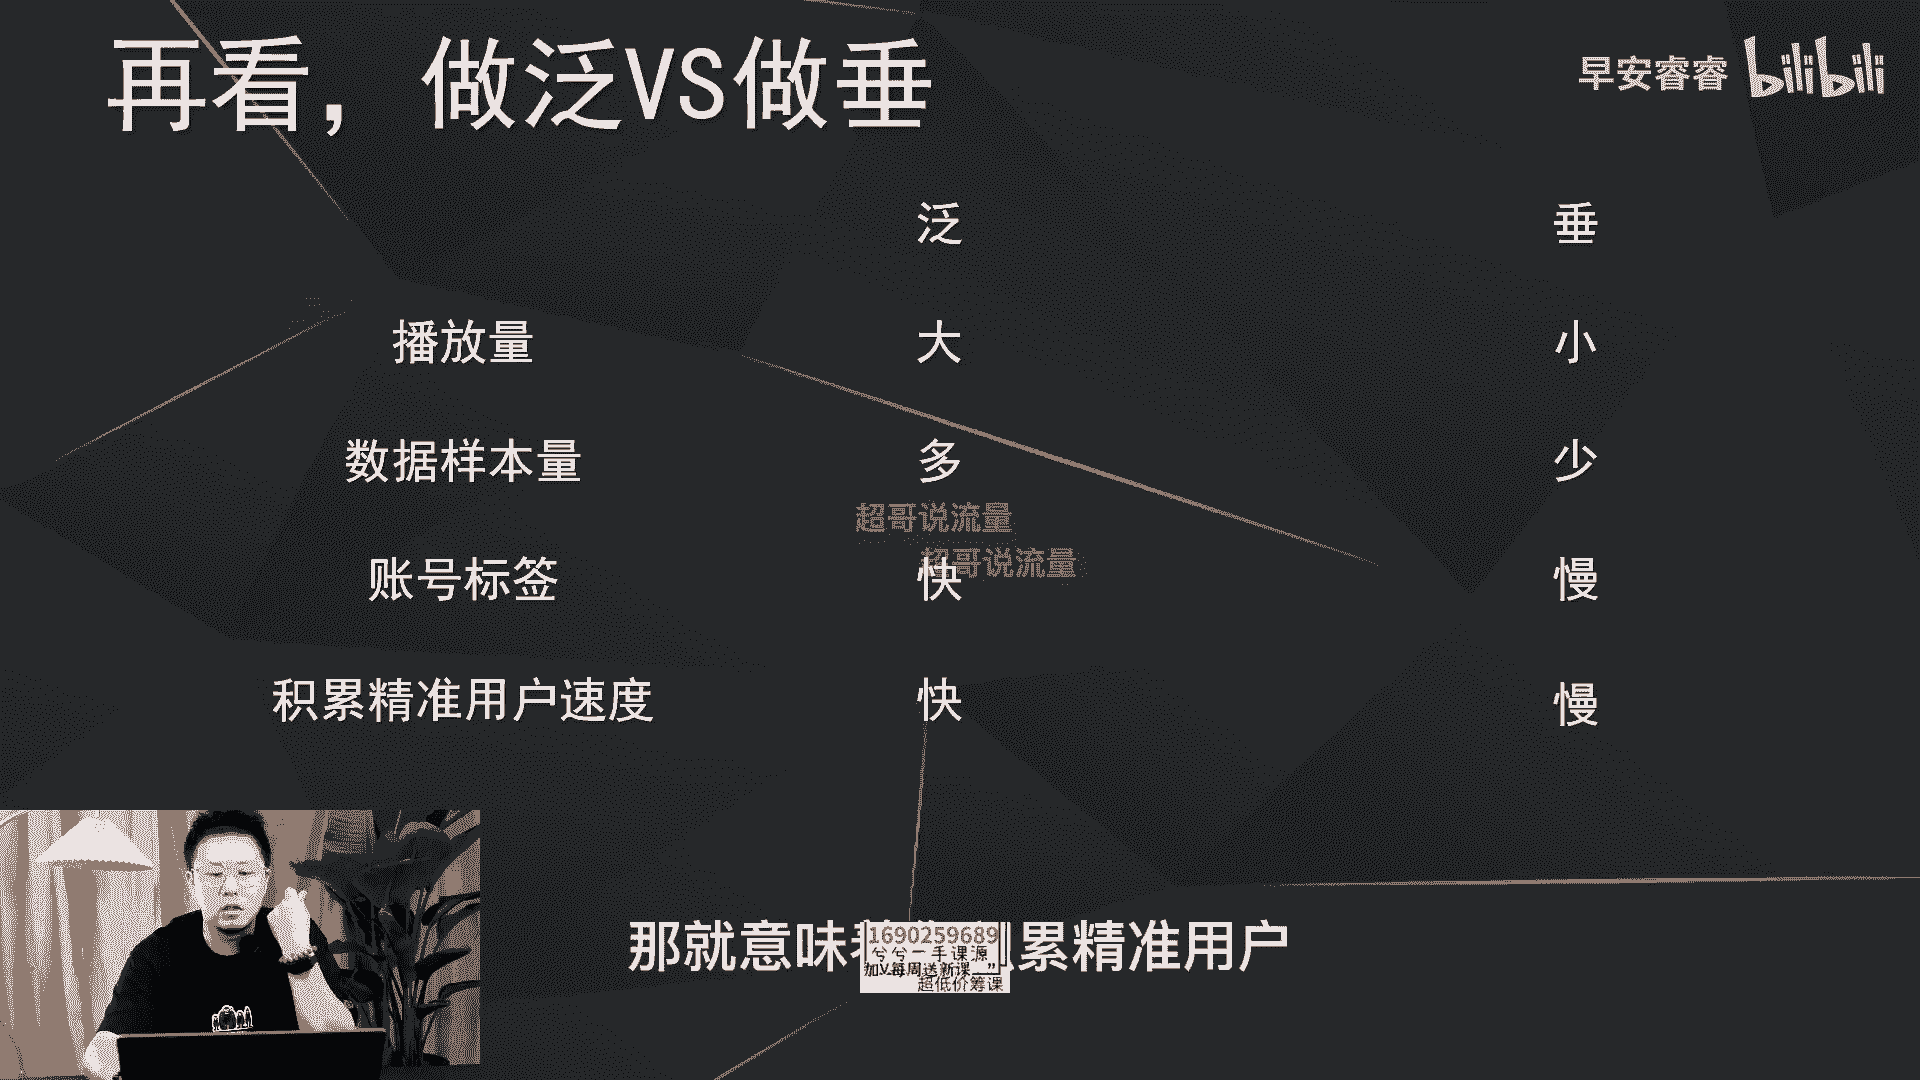 再看，做泛VS做垂
早安睿睿 bilibili
泛 垂
播放量 大 小
数据样本量 多 少
超哥说流量
超哥说流量
账号标签 快 慢
积累精准用户速度 快 慢
那就意味 累精准用户
1690259689
兮兮一手课源
加V每周送新课
超低价筹课